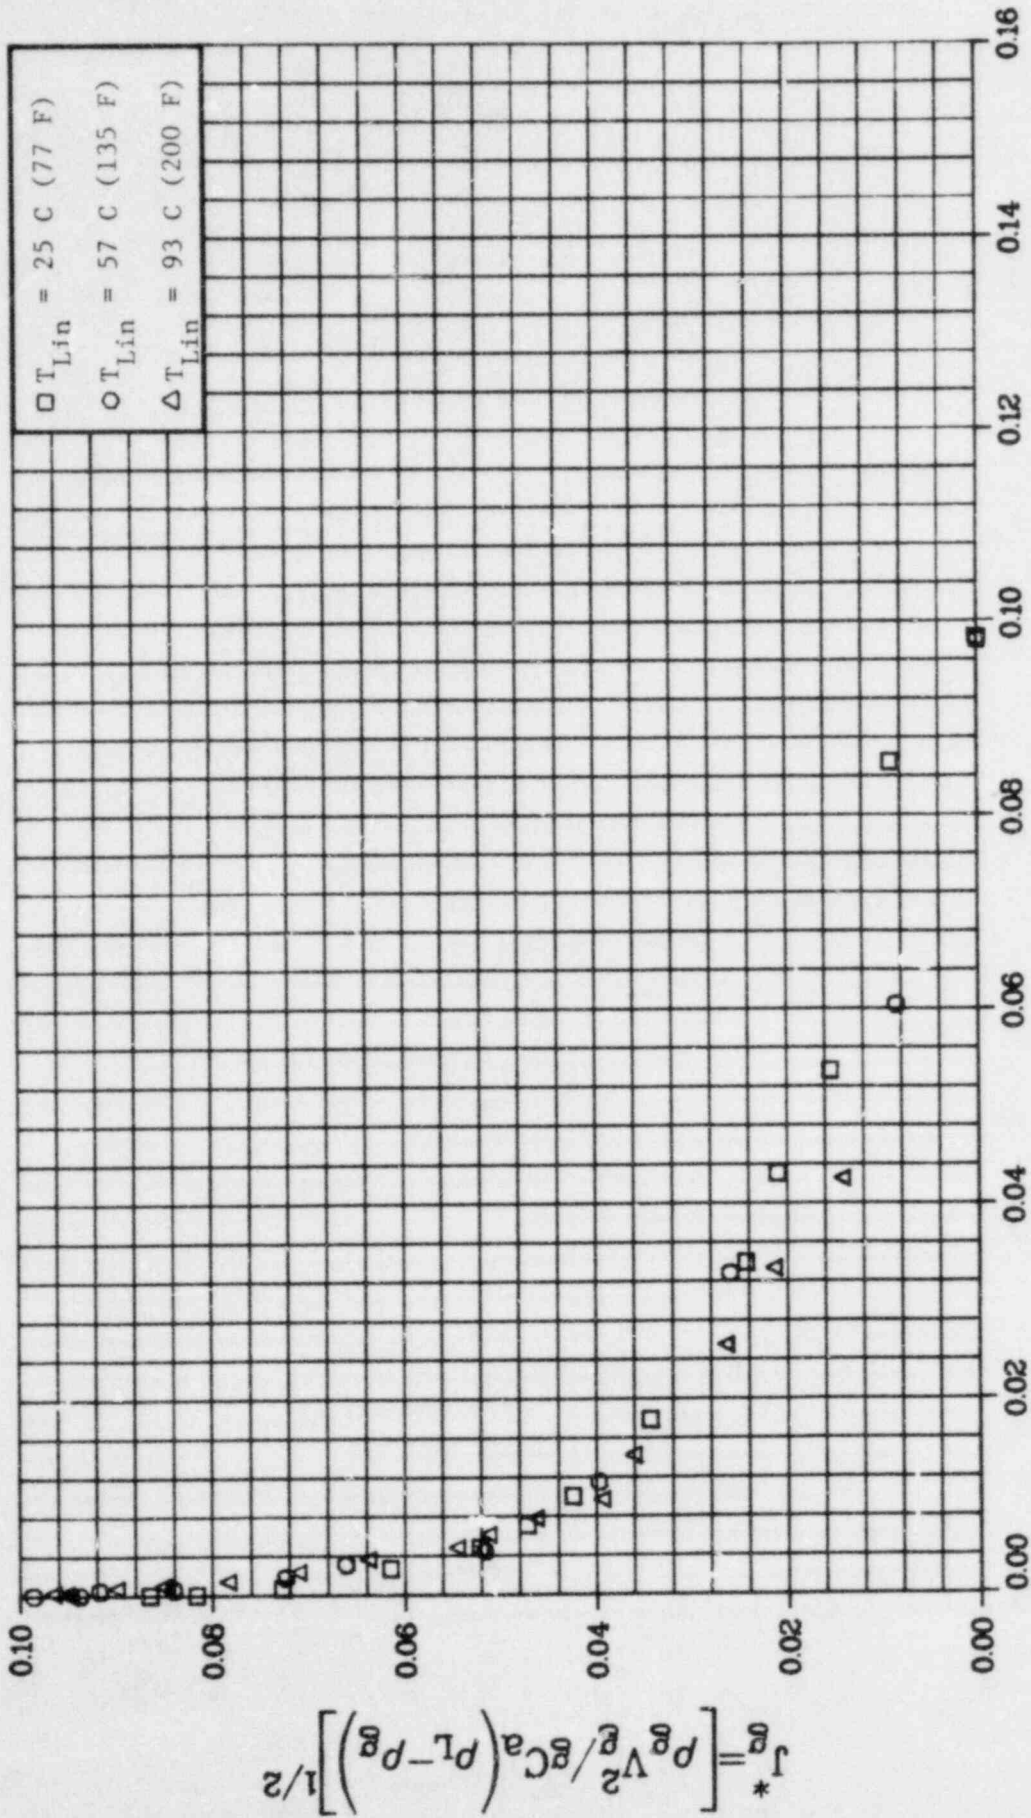 □ T_Lin = 25 C (77 F)
○ T_Lin = 57 C (135 F)
△ T_Lin = 93 C (200 F)
0.10
0.08
0.06
0.04
0.02
0.00
0.00 0.02 0.04 0.06 0.08 0.10 0.12 0.14 0.16
J*_g = [ρ_g V²_g / g C_a (ρ_L - ρ_g)]^1/2